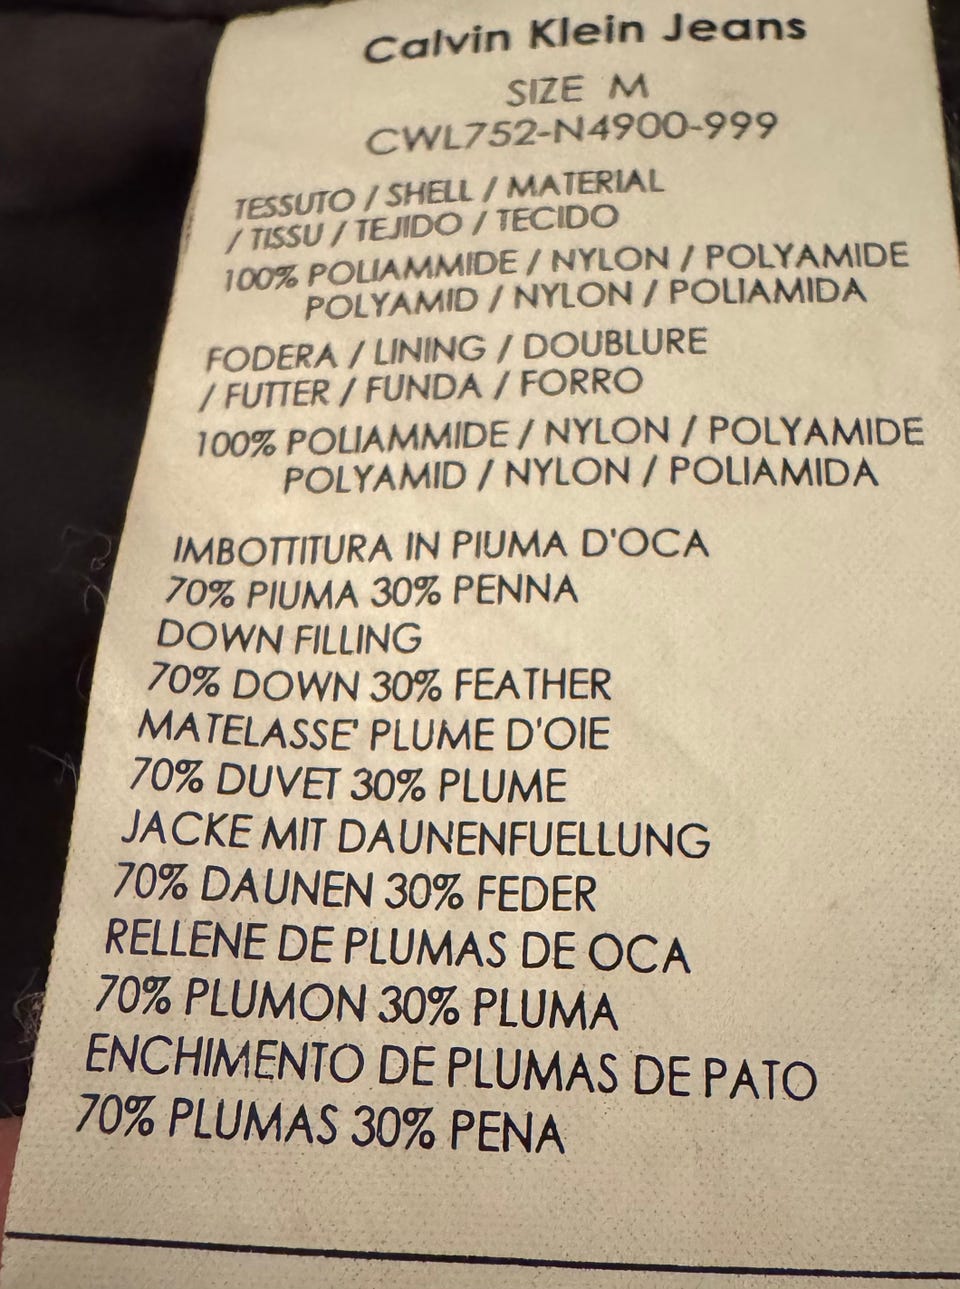 Calvin Klein Jeans
SIZE M
CWL752-N4900-999
TESSUTO / SHELL / MATERIAL
/ TISSU / TEJIDO / TECIDO
100% POLIAMMIDE / NYLON / POLYAMIDE
POLYAMID / NYLON / POLIAMIDA
FODERA / LINING / DOUBLURE
/ FUTTER / FUNDA / FORRO
100% POLIAMMIDE / NYLON / POLYAMIDE
POLYAMID / NYLON / POLIAMIDA
IMBOTTITURA IN PIUMA D'OCA
70% PIUMA 30% PENNA
DOWN FILLING
70% DOWN 30% FEATHER
MATELASSE' PLUME D'OIE
70% DUVET 30% PLUME
JACKE MIT DAUNENFUELLUNG
70% DAUNEN 30% FEDER
RELLENE DE PLUMAS DE OCA
70% PLUMON 30% PLUMA
ENCHIMENTO DE PLUMAS DE PATO
70% PLUMAS 30% PENA